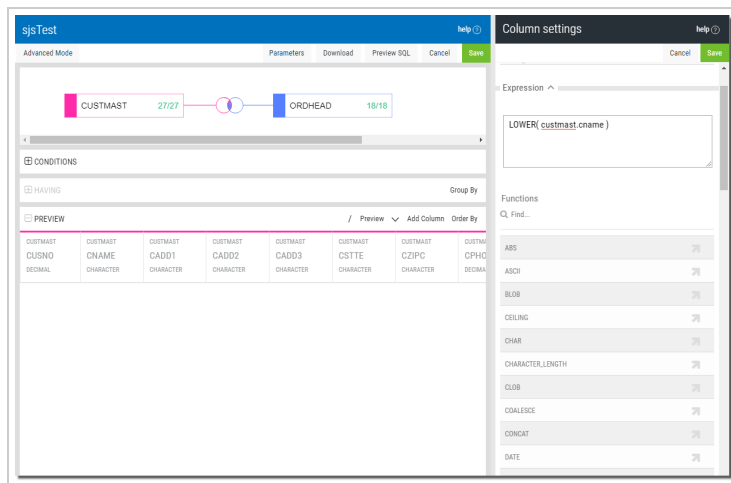 sjsTest help
Advanced Mode Parameters Download Preview SQL Cancel Save
CUSTMAST 27/27 ORDHEAD 18/18
CONDITIONS
HAVING Group By
PREVIEW / Preview Add Column Order By
CUSTMAST CUSTMAST CUSTMAST CUSTMAST CUSTMAST CUSTMAST CUSTMAST CUSTMA
CUSNO CNAME CADD1 CADD2 CADD3 CSTTE CZIPC CPHO
DECIMAL CHARACTER CHARACTER CHARACTER CHARACTER CHARACTER CHARACTER DECIMA
Column settings help
Cancel Save
Expression
LOWER( custmast.cname )
Functions
Find...
ABS
ASCII
BLOB
CEILING
CHAR
CHARACTER_LENGTH
CLOB
COALESCE
CONCAT
DATE